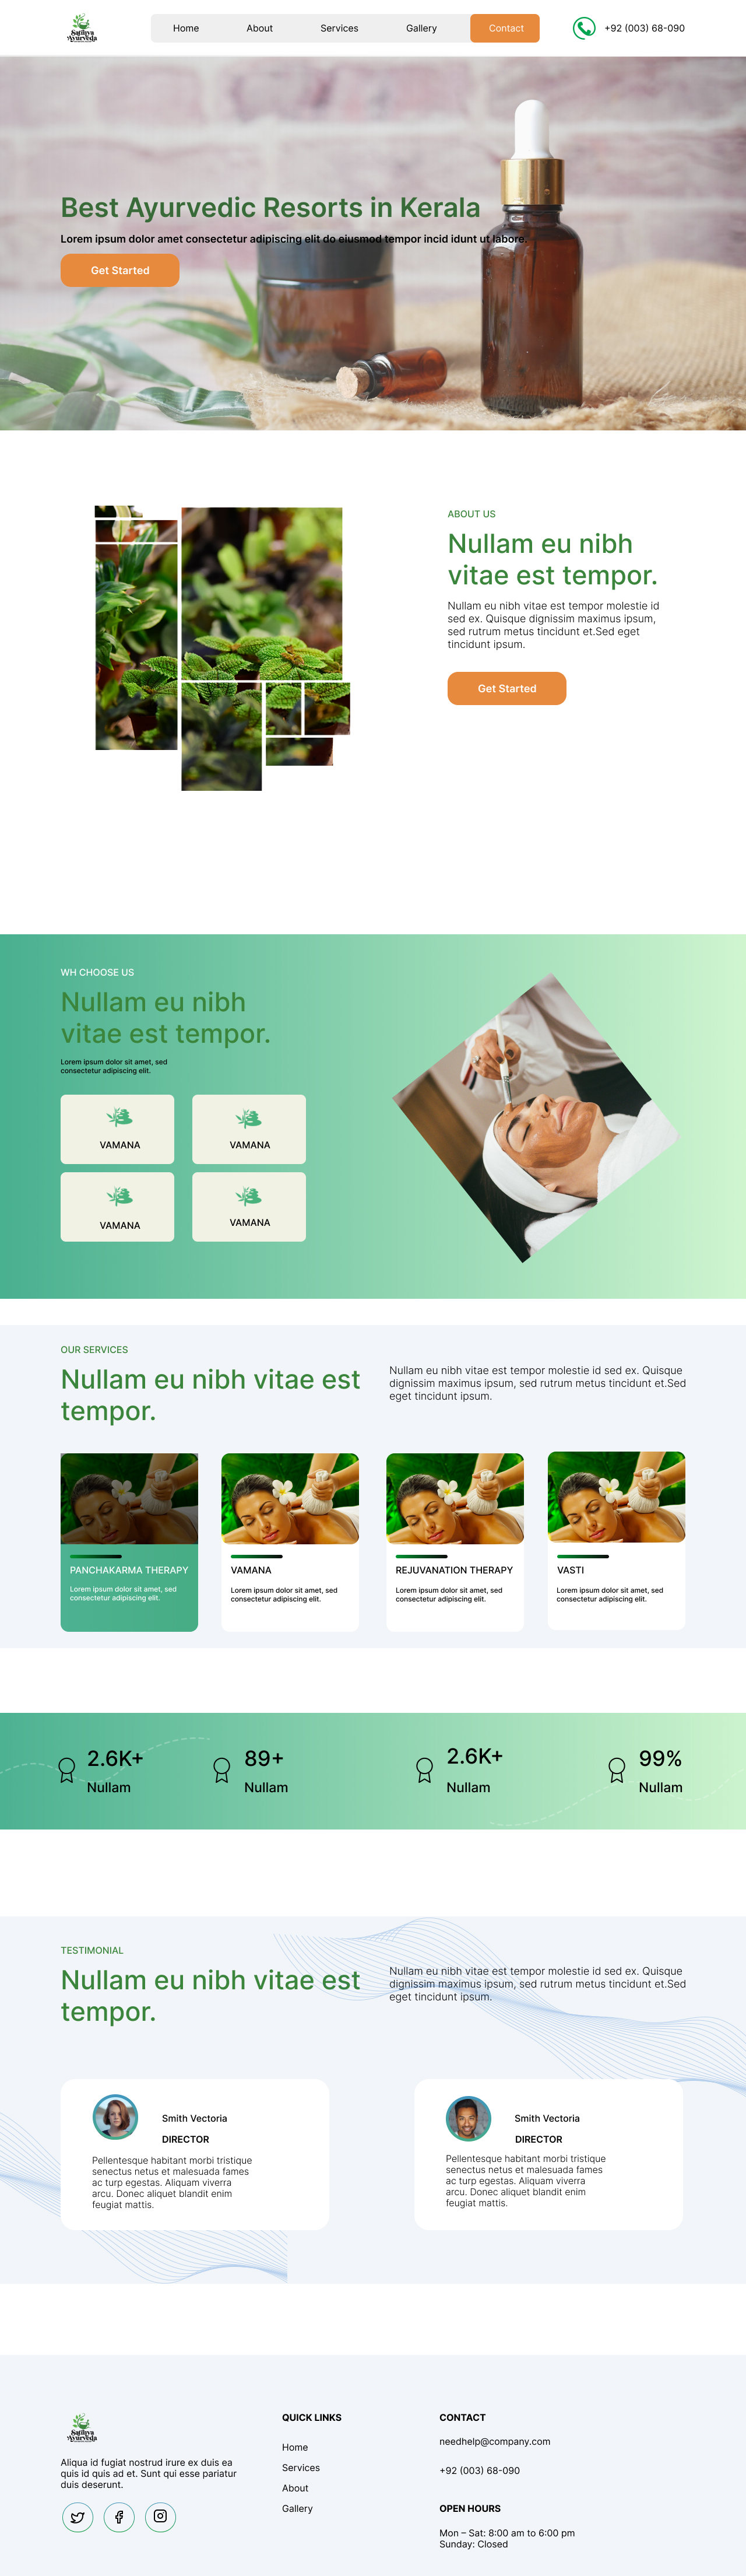 Sathya
Ayurveda
Home
About
Services
Gallery
Contact
+92 (003) 68-090
Best Ayurvedic Resorts in Kerala
Lorem ipsum dolor amet consectetur adipiscing elit do eiusmod tempor incid idunt ut labore.
Get Started
ABOUT US
Nullam eu nibh
vitae est tempor.
Nullam eu nibh vitae est tempor molestie id
sed ex. Quisque dignissim maximus ipsum,
sed rutrum metus tincidunt et.Sed eget
tincidunt ipsum.
Get Started
WH CHOOSE US
Nullam eu nibh
vitae est tempor.
Lorem ipsum dolor sit amet, sed
consectetur adipiscing elit.
VAMANA
VAMANA
VAMANA
VAMANA
OUR SERVICES
Nullam eu nibh vitae est
tempor.
Nullam eu nibh vitae est tempor molestie id sed ex. Quisque
dignissim maximus ipsum, sed rutrum metus tincidunt et.Sed
eget tincidunt ipsum.
PANCHAKARMA THERAPY
Lorem ipsum dolor sit amet, sed
consectetur adipiscing elit.
VAMANA
Lorem ipsum dolor sit amet, sed
consectetur adipiscing elit.
REJUVANATION THERAPY
Lorem ipsum dolor sit amet, sed
consectetur adipiscing elit.
VASTI
Lorem ipsum dolor sit amet, sed
consectetur adipiscing elit.
2.6K+
Nullam
89+
Nullam
2.6K+
Nullam
99%
Nullam
TESTIMONIAL
Nullam eu nibh vitae est
tempor.
Nullam eu nibh vitae est tempor molestie id sed ex. Quisque
dignissim maximus ipsum, sed rutrum metus tincidunt et.Sed
eget tincidunt ipsum.
Smith Vectoria
DIRECTOR
Pellentesque habitant morbi tristique
senectus netus et malesuada fames
ac turp egestas. Aliquam viverra
arcu. Donec aliquet blandit enim
feugiat mattis.
Smith Vectoria
DIRECTOR
Pellentesque habitant morbi tristique
senectus netus et malesuada fames
ac turp egestas. Aliquam viverra
arcu. Donec aliquet blandit enim
feugiat mattis.
Ayurveda
Aliqua id fugiat nostrud irure ex duis ea
quis id quis ad et. Sunt qui esse pariatur
duis deserunt.
QUICK LINKS
Home
Services
About
Gallery
CONTACT
needhelp@company.com
+92 (003) 68-090
OPEN HOURS
Mon – Sat: 8:00 am to 6:00 pm
Sunday: Closed